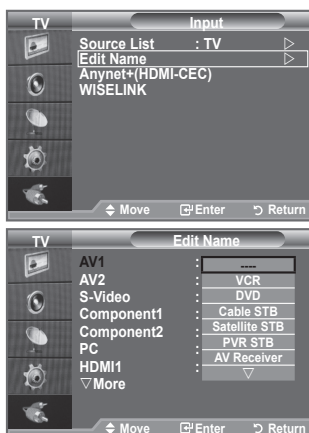 TV Input
Source List : TV ▷
Edit Name ▷
Anynet+(HDMI-CEC)
WISELINK
Move Enter Return
TV Edit Name
AV1 : ----
AV2 : VCR
S-Video : DVD
Component1 : Cable STB
Component2 : Satellite STB
PC : PVR STB
HDMI1 : AV Receiver
▽More ▽
Move Enter Return